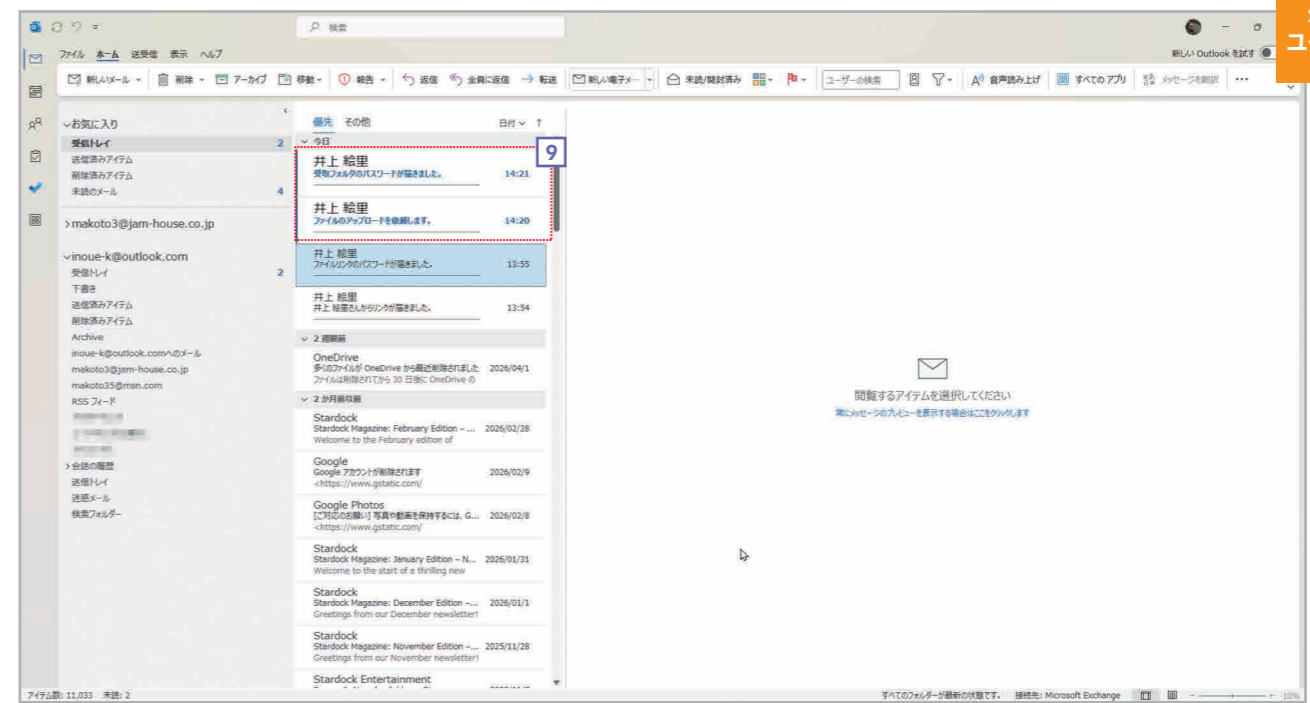 検索
ファイル ホーム 送受信 表示 ヘルプ
新しい Outlook を試す
新しいメール 削除 アーカイブ 移動 報告 返信 全員に返信 転送 新しい電子メー 未読/開封済み ユーザーの検索 音声読み上げ すべてのアプリ メッセージを翻訳 …
お気に入り
受信トレイ 2
送信済みアイテム
削除済みアイテム
未読のメール 4
makoto3@jam-house.co.jp
inoue-k@outlook.com
受信トレイ 2
下書き
送信済みアイテム
削除済みアイテム
Archive
inoue-k@outlook.comへのメール
makoto3@jam-house.co.jp
makoto35@msn.com
RSS フィード
会話の履歴
送信トレイ
迷惑メール
検索フォルダー
優先 その他 日付 ↑
今日
9
井上 絵里
受取フォルダのパスワードが届きました。 14:21
井上 絵里
ファイルのアップロードを依頼します。 14:20
井上 絵里
ファイルリンクのパスワードが届きました。 13:55
井上 絵里
井上 絵里さんからリンクが届きました。 13:54
2 週間前
OneDrive
多くのファイルが OneDrive から最近削除されました 2026/04/1
ファイルは削除されてから 30 日後に OneDrive の
2 か月前以前
Stardock
Stardock Magazine: February Edition – ... 2026/02/28
Welcome to the February edition of
Google
Google アカウントが削除されます 2026/02/9
<https://www.gstatic.com/
Google Photos
[ご対応のお願い] 写真や動画を保持するには、G... 2026/02/8
<https://www.gstatic.com/
Stardock
Stardock Magazine: January Edition – N... 2026/01/31
Welcome to the start of a thrilling new
Stardock
Stardock Magazine: December Edition –... 2026/01/1
Greetings from our December newsletter!
Stardock
Stardock Magazine: November Edition –... 2025/11/28
Greetings from our November newsletter!
Stardock Entertainment
閲覧するアイテムを選択してください
常にメッセージのプレビューを表示する場合はここをクリックします
アイテム数: 11,033 未読: 2
すべてのフォルダーが最新の状態です。 接続先: Microsoft Exchange
10%